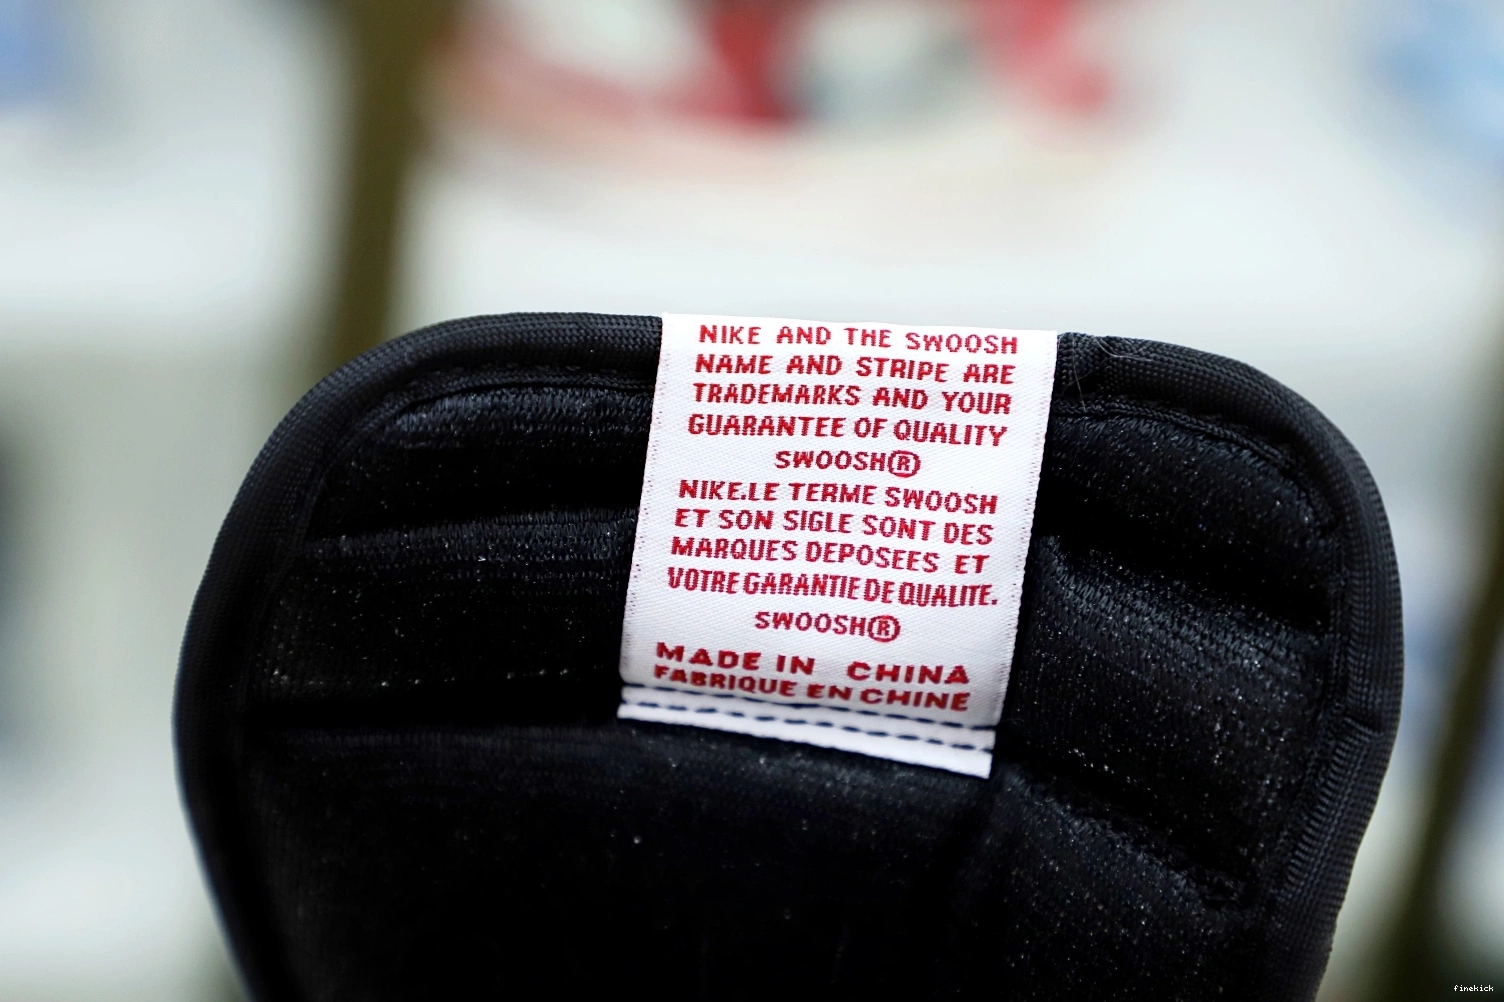 NIKE AND THE SWOOSH
NAME AND STRIPE ARE
TRADEMARKS AND YOUR
GUARANTEE OF QUALITY
SWOOSH®
NIKE.LE TERME SWOOSH
ET SON SIGLE SONT DES
MARQUES DEPOSEES ET
VOTRE GARANTIE DE QUALITE.
SWOOSH®
MADE IN CHINA
FABRIQUE EN CHINE
finekick